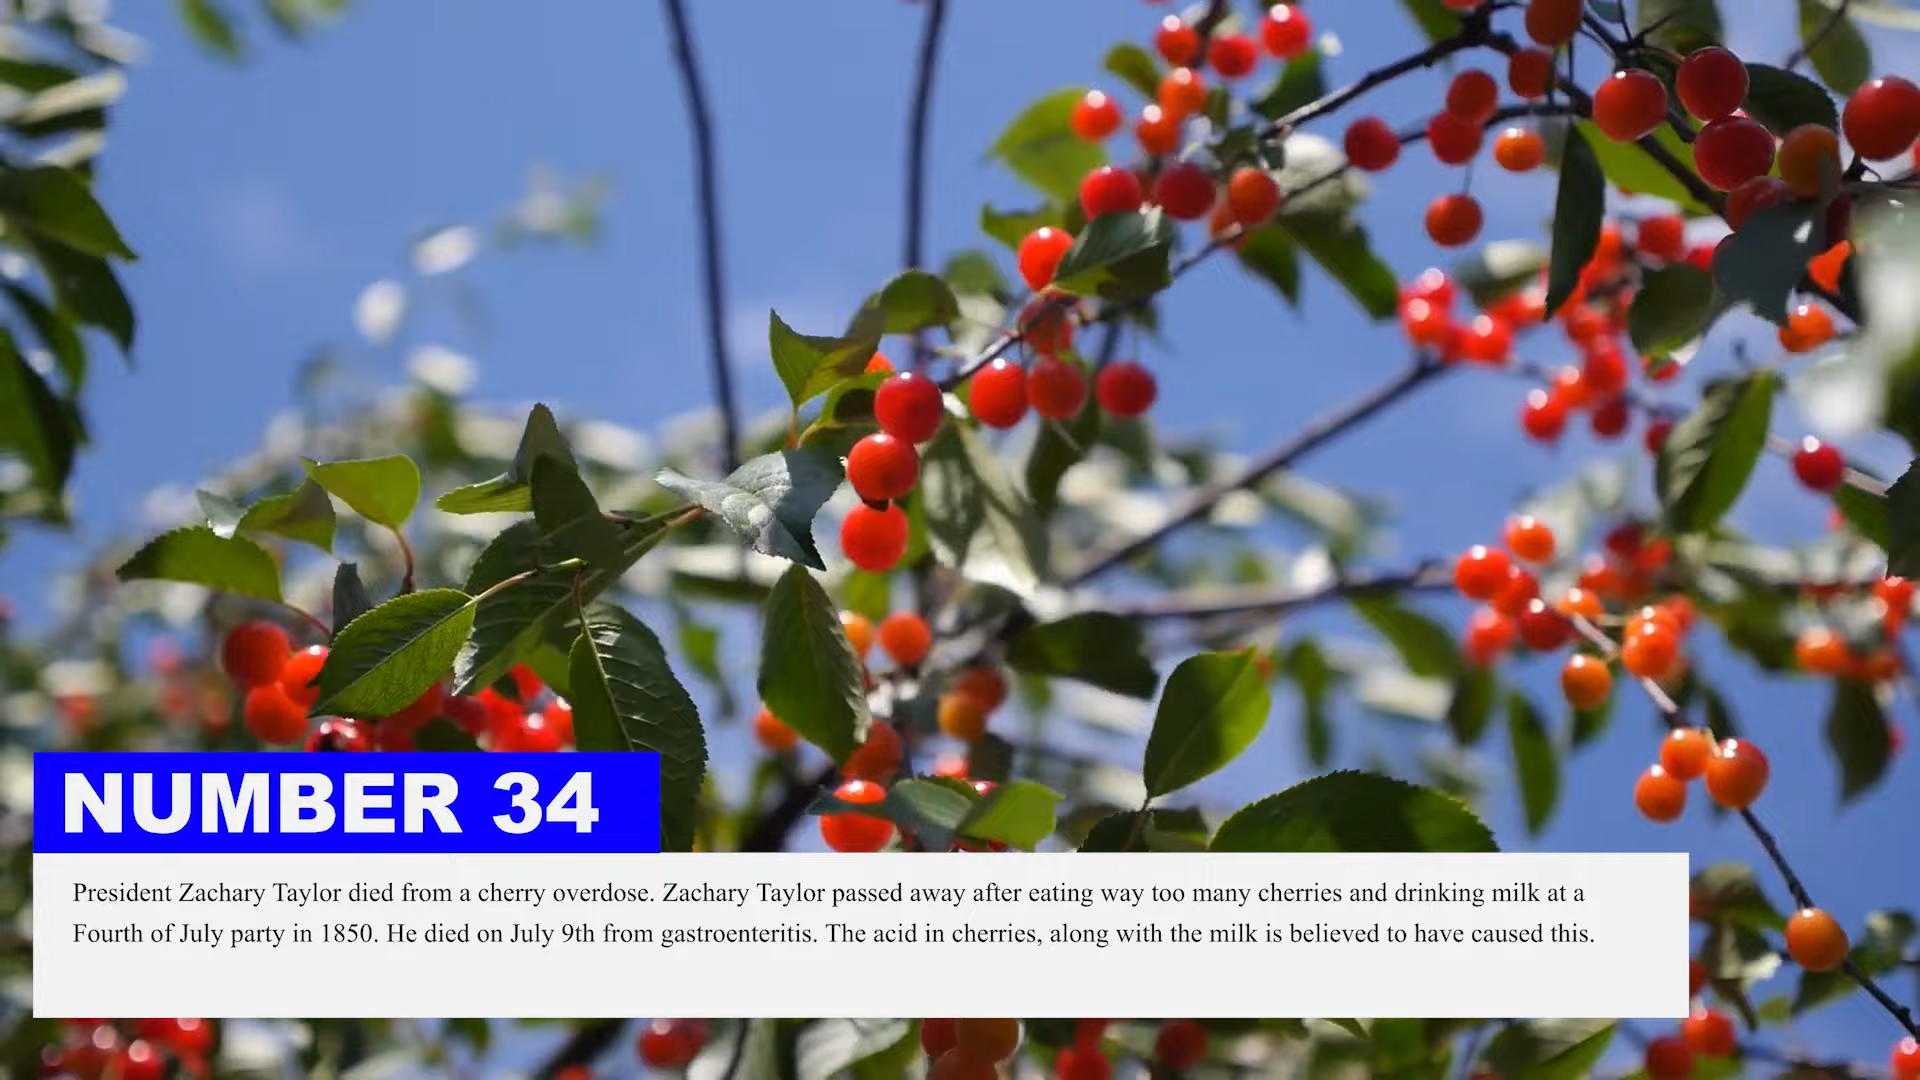 NUMBER 34
President Zachary Taylor died from a cherry overdose. Zachary Taylor passed away after eating way too many cherries and drinking milk at a
Fourth of July party in 1850. He died on July 9th from gastroenteritis. The acid in cherries, along with the milk is believed to have caused this.